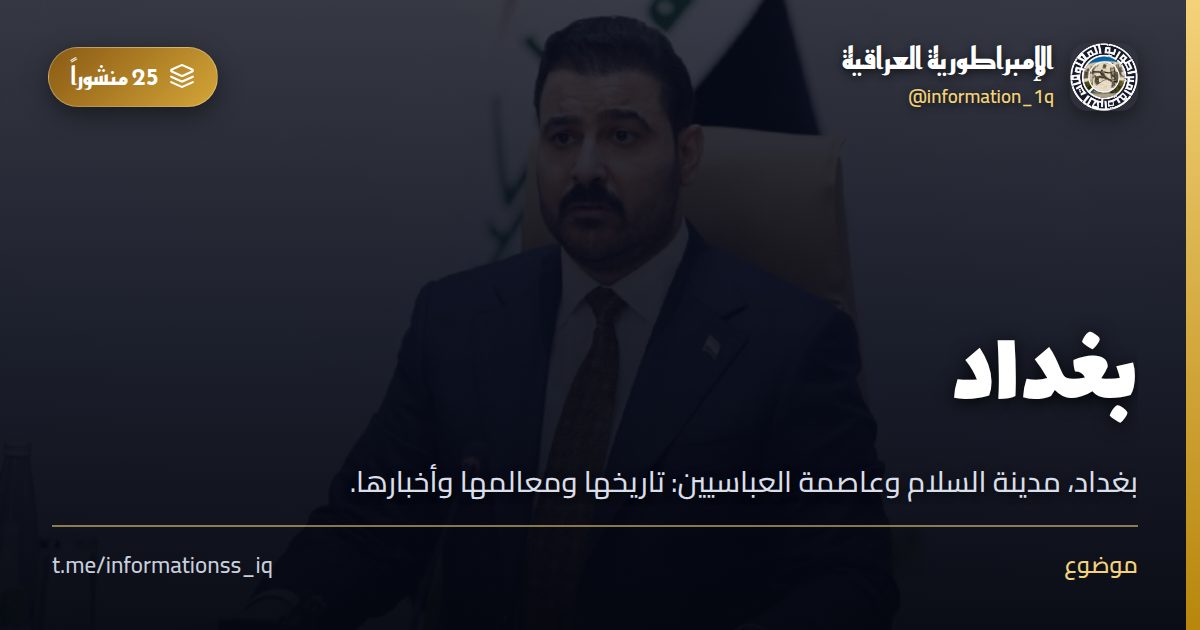 الإمبراطورية العراقية
@information_1q
25 منشوراً
بغداد
بغداد، مدينة السلام وعاصمة العباسيين: تاريخها ومعالمها وأخبارها.
موضوع
t.me/informationss_iq